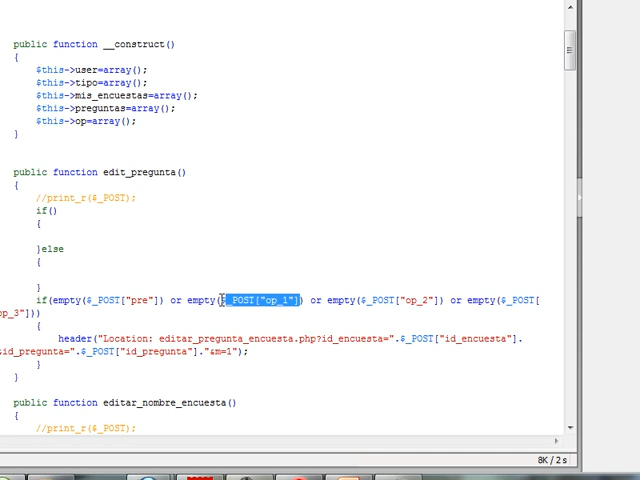 public function __construct()
{
$this->user=array();
$this->tipo=array();
$this->mis_encuestas=array();
$this->preguntas=array();
$this->op=array();
}
public function edit_pregunta()
{
//print_r($_POST);
if()
{
}else
{
}
if(empty($_POST["pre"]) or empty($_POST["op_1"]) or empty($_POST["op_2"]) or empty($_POST[
op_3"]))
{
header("Location: editar_pregunta_encuesta.php?id_encuesta=".$_POST["id_encuesta"].
id_pregunta=".$_POST["id_pregunta"]."&m=1");
}
}
public function editar_nombre_encuesta()
{
//print_r($_POST);
8K / 2 s